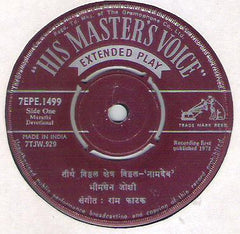 "HIS MASTER'S VOICE"
EXTENDED PLAY
7EPE.1499
Side One
Marathi
Devotional
MADE IN INDIA
7TJW.929
TRADE MARK
Recording first
published 1972
तीर्थ विठ्ठल क्षेत्र विठ्ठल-'नामदेव'
भीमसेन जोशी
संगीत : राम फाटक